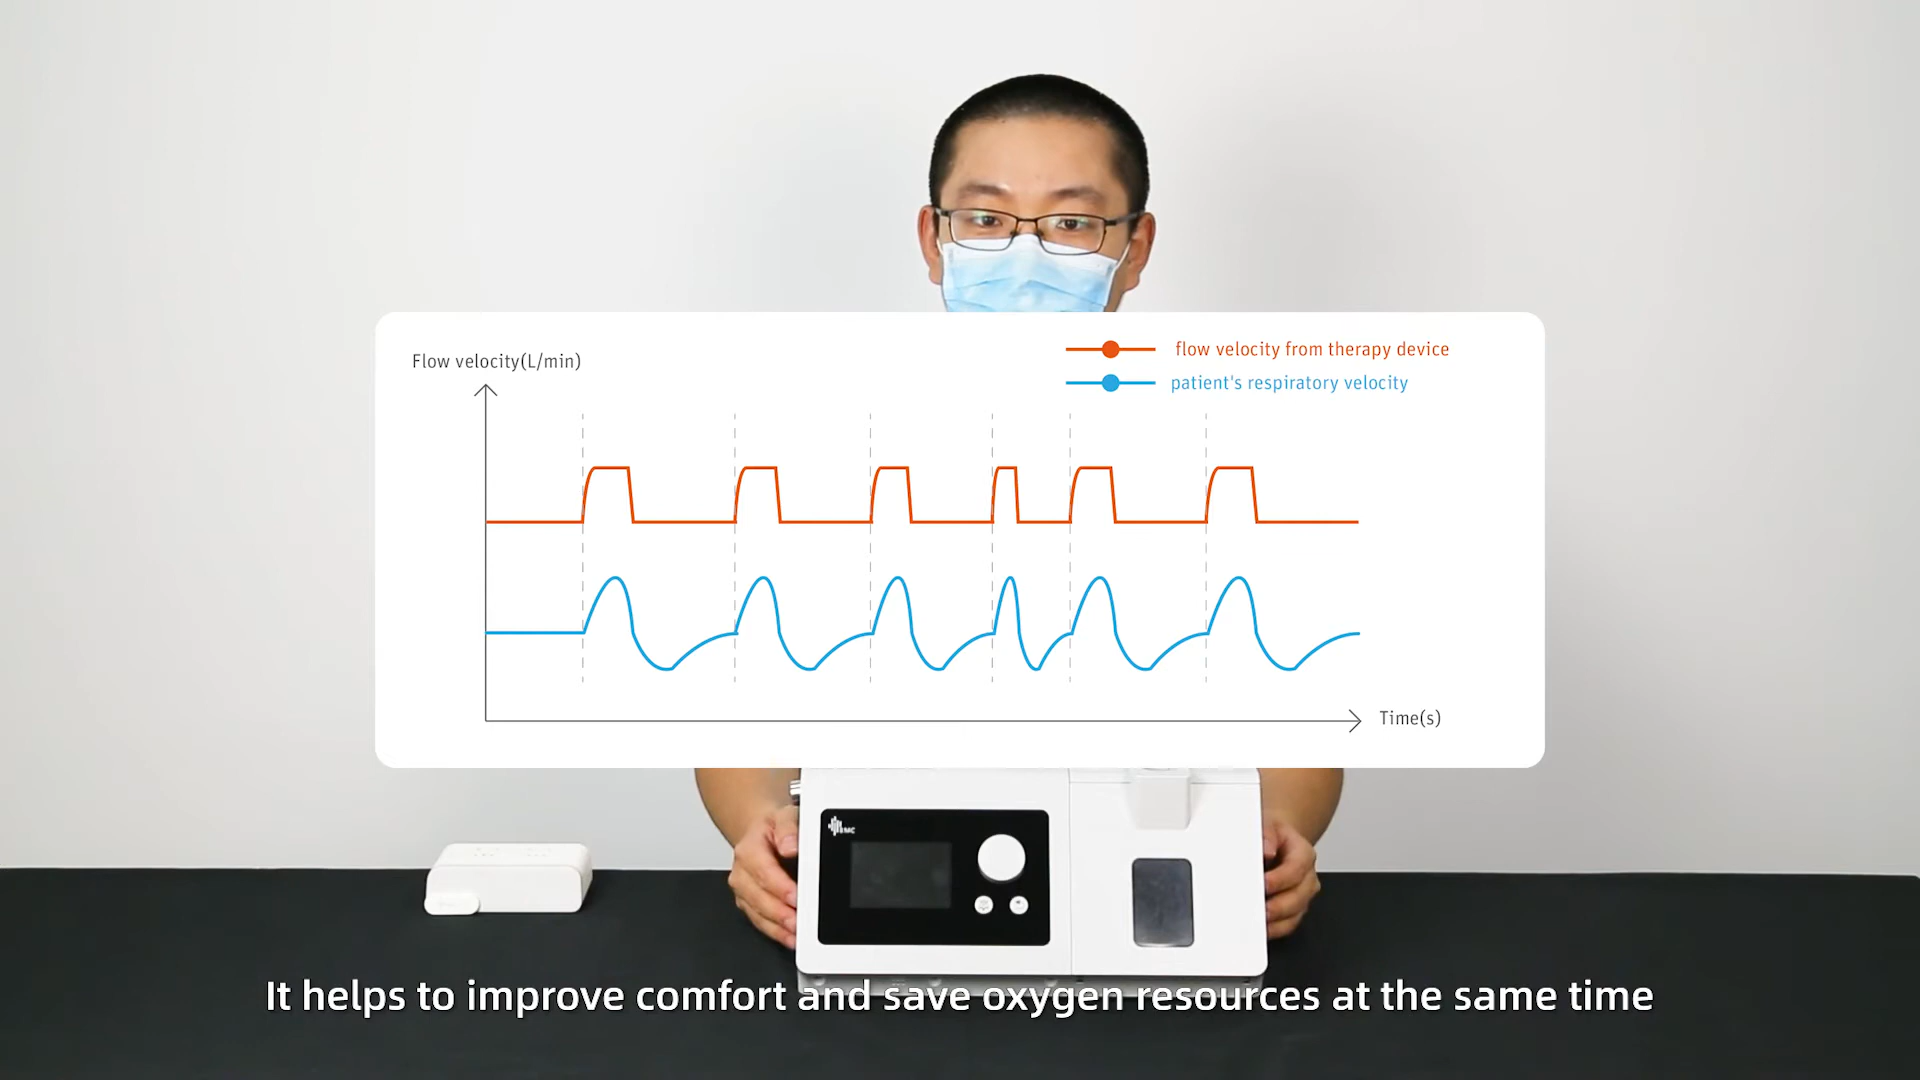 flow velocity from therapy device
Flow velocity(L/min)
patient's respiratory velocity
Time(s)
BMC
It helps to improve comfort and save oxygen resources at the same time